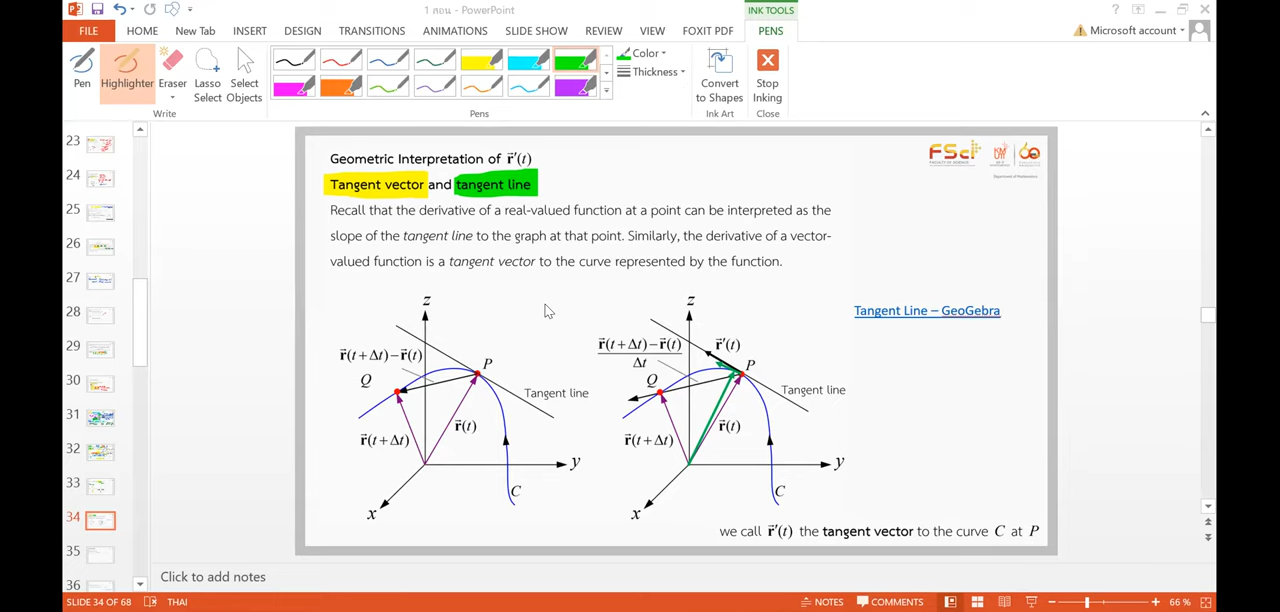 1 สอน - PowerPoint
INK TOOLS
FILE HOME New Tab INSERT DESIGN TRANSITIONS ANIMATIONS SLIDE SHOW REVIEW VIEW FOXIT PDF PENS Microsoft account
Pen Highlighter Eraser Lasso Select Select Objects
Color
Thickness
Convert to Shapes
Stop Inking
Write Pens Ink Art Close
23
24
25
26
27
28
29
30
31
32
33
34
35
36
Geometric Interpretation of r⃗′(t)
FSci
Tangent vector and tangent line
Recall that the derivative of a real-valued function at a point can be interpreted as the
slope of the tangent line to the graph at that point. Similarly, the derivative of a vector-
valued function is a tangent vector to the curve represented by the function.
z
r⃗(t+Δt)−r⃗(t)
P
Q
Tangent line
r⃗(t)
r⃗(t+Δt)
y
C
x
z
r⃗(t+Δt)−r⃗(t)
Δt
r⃗′(t)
P
Q
Tangent line
r⃗(t)
r⃗(t+Δt)
y
C
x
Tangent Line – GeoGebra
we call r⃗′(t) the tangent vector to the curve C at P
Click to add notes
SLIDE 34 OF 68 THAI NOTES COMMENTS 66 %